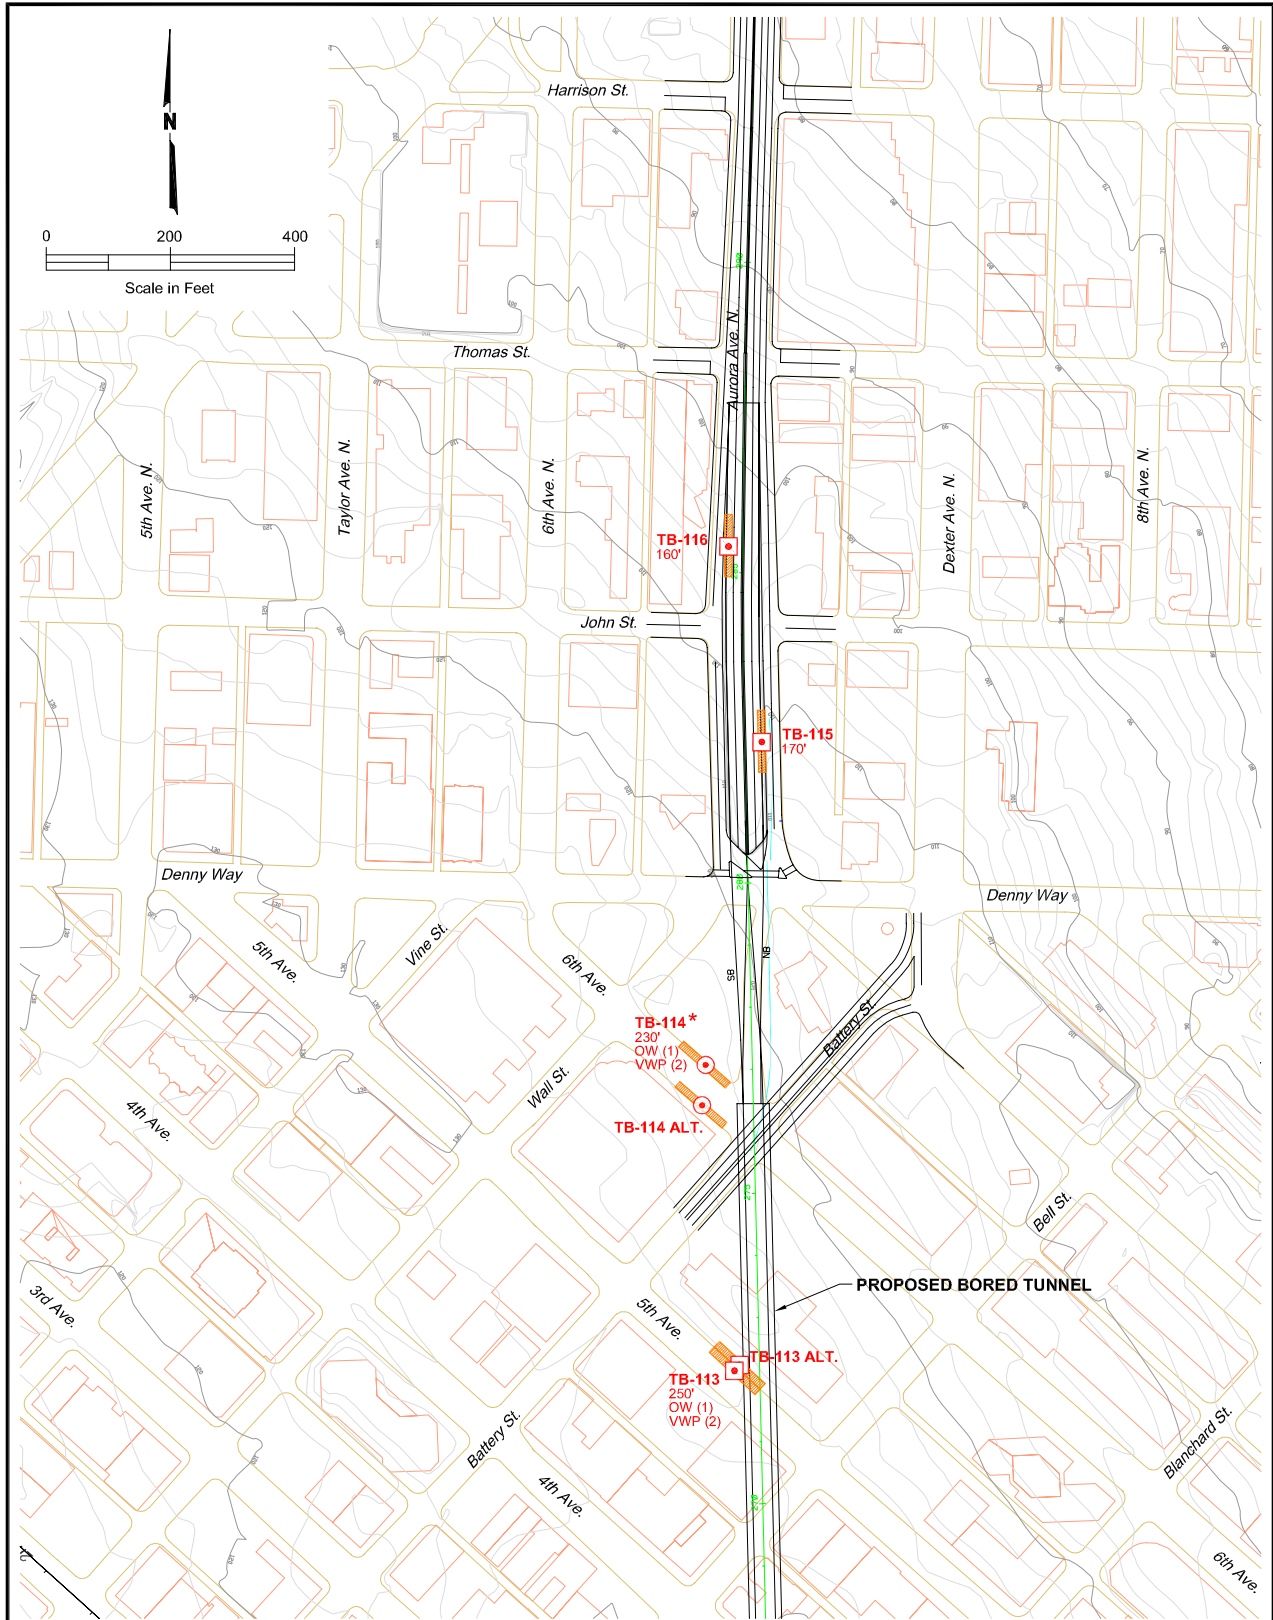 Harrison St.
N
0 200 400
Scale in Feet
Thomas St.
Aurora Ave. N.
5th Ave. N.
Taylor Ave. N.
6th Ave. N.
Dexter Ave. N.
8th Ave. N.
TB-116
160'
285
John St.
TB-115
170'
Denny Way
Denny Way
280
5th Ave.
Vine St.
6th Ave.
SB
NB
TB-114*
230'
OW (1)
VWP (2)
Battery St.
Wall St.
4th Ave.
TB-114 ALT.
275
Bell St.
PROPOSED BORED TUNNEL
3rd Ave.
5th Ave.
TB-113 ALT.
TB-113
250'
OW (1)
VWP (2)
Battery St.
Blanchard St.
4th Ave.
270
6th Ave.